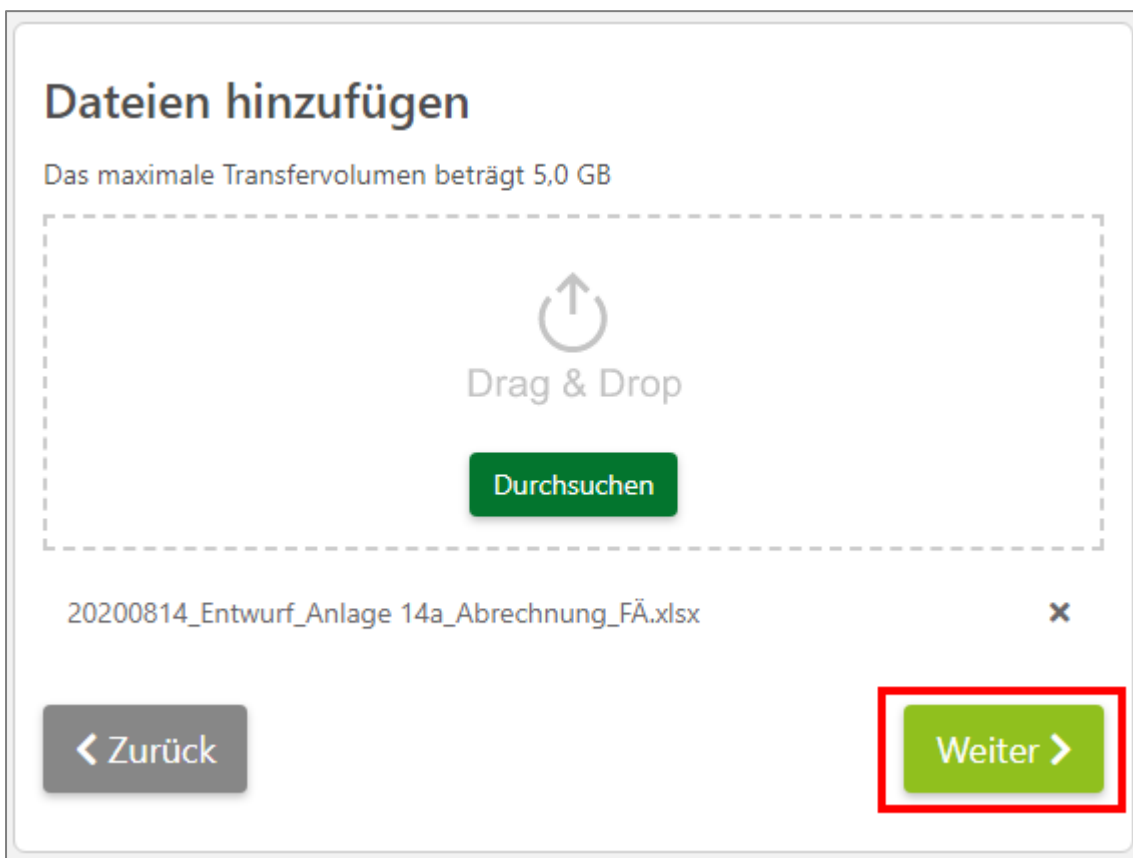 Dateien hinzufügen
Das maximale Transfervolumen beträgt 5,0 GB
Drag & Drop
Durchsuchen
20200814_Entwurf_Anlage 14a_Abrechnung_FÄ.xlsx
Zurück
Weiter